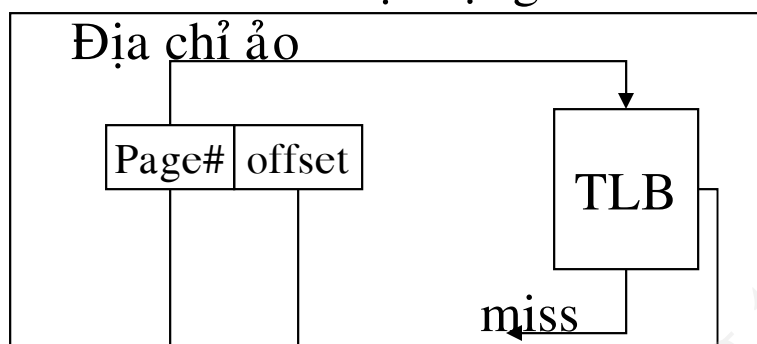 Địa chỉ ảo
Page# offset
TLB
miss